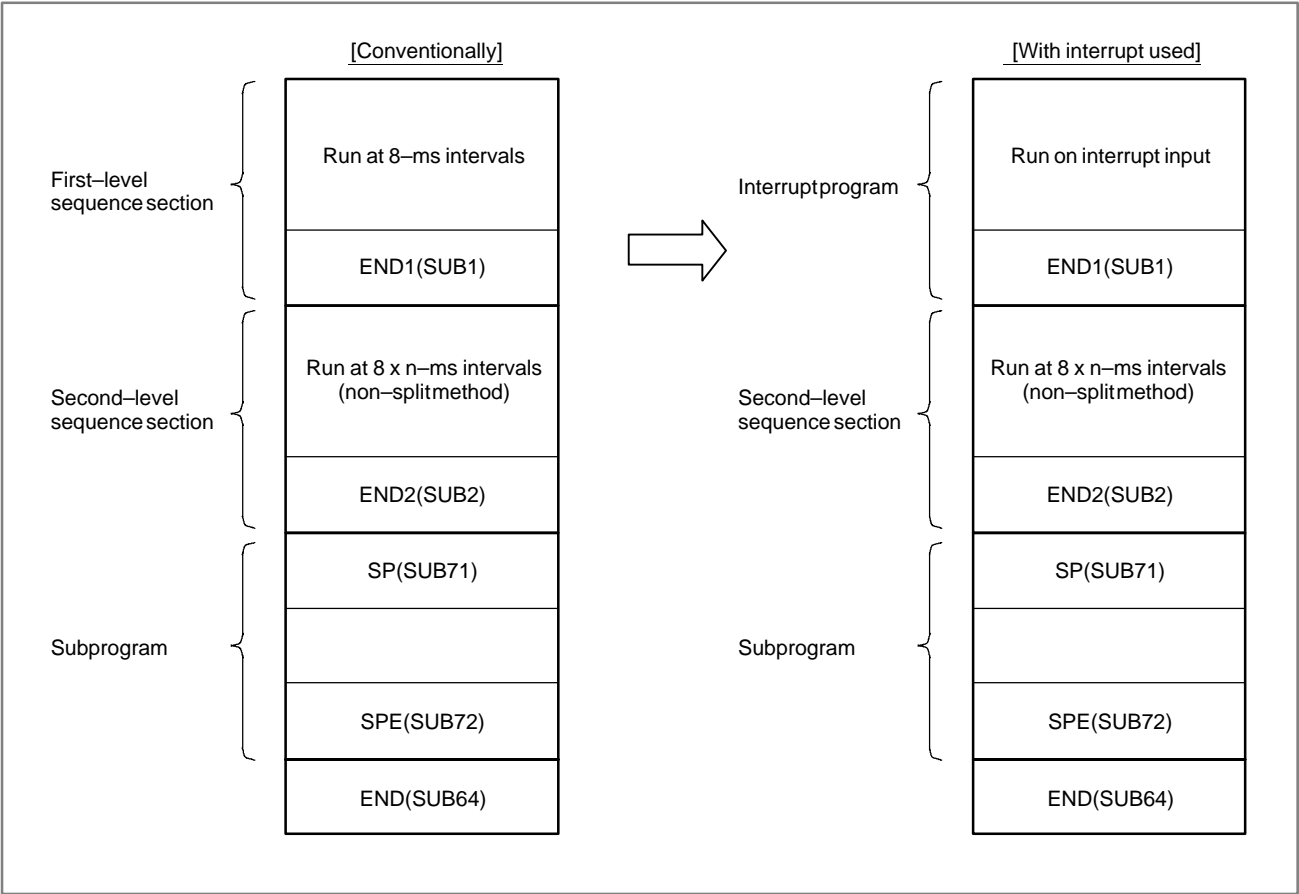 [Conventionally]
First–level
sequence section
Run at 8–ms intervals
END1(SUB1)
Second–level
sequence section
Run at 8 x n–ms intervals
(non–split method)
END2(SUB2)
Subprogram
SP(SUB71)
SPE(SUB72)
END(SUB64)
[With interrupt used]
Interrupt program
Run on interrupt input
END1(SUB1)
Second–level
sequence section
Run at 8 x n–ms intervals
(non–split method)
END2(SUB2)
Subprogram
SP(SUB71)
SPE(SUB72)
END(SUB64)